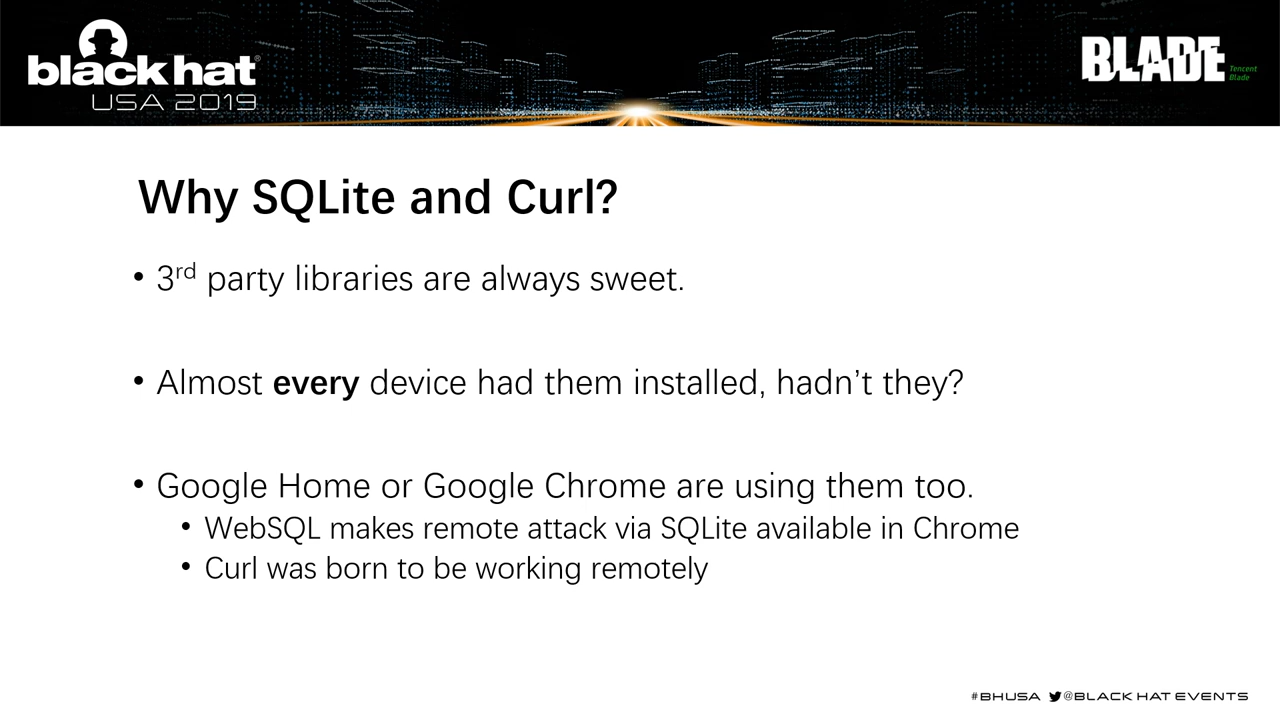 black hat®
USA 2019
BLADE
Tencent
Blade
Why SQLite and Curl?
• 3rd party libraries are always sweet.
• Almost every device had them installed, hadn’t they?
• Google Home or Google Chrome are using them too.
• WebSQL makes remote attack via SQLite available in Chrome
• Curl was born to be working remotely
#BHUSA @BLACK HAT EVENTS